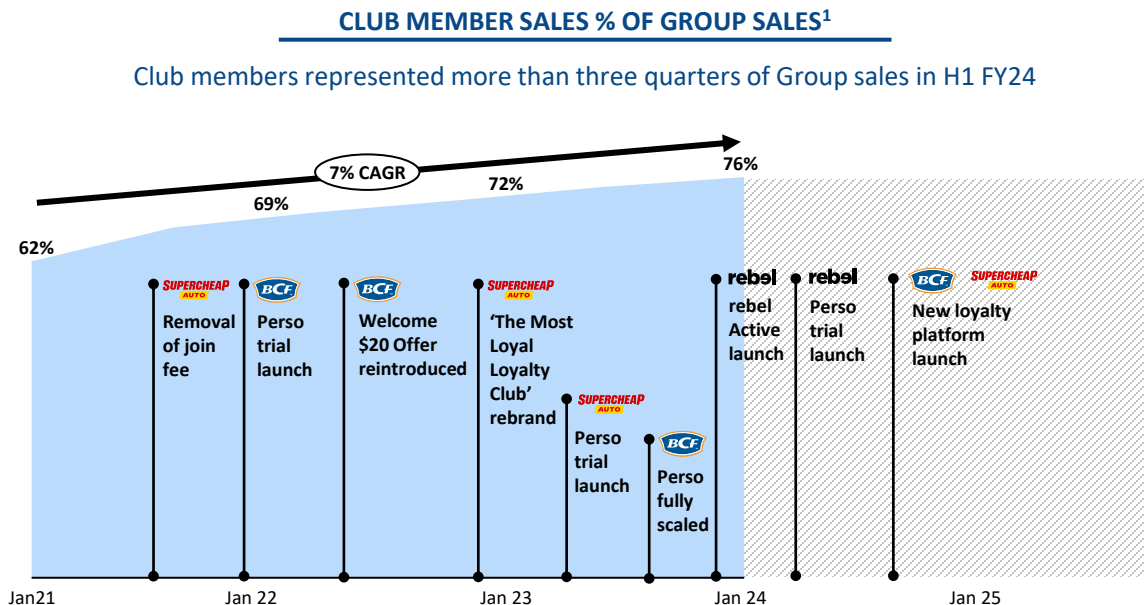 CLUB MEMBER SALES % OF GROUP SALES¹
Club members represented more than three quarters of Group sales in H1 FY24
7% CAGR
62%
69%
72%
76%
SUPERCHEAP
AUTO
Removal
of join
fee
BCF
Perso
trial
launch
BCF
Welcome
$20 Offer
reintroduced
SUPERCHEAP
AUTO
‘The Most
Loyal
Loyalty
Club’
rebrand
SUPERCHEAP
AUTO
Perso
trial
launch
BCF
Perso
fully
scaled
rebel
rebel
Active
launch
rebel
Perso
trial
launch
BCF
SUPERCHEAP
AUTO
New loyalty
platform
launch
Jan21
Jan 22
Jan 23
Jan 24
Jan 25